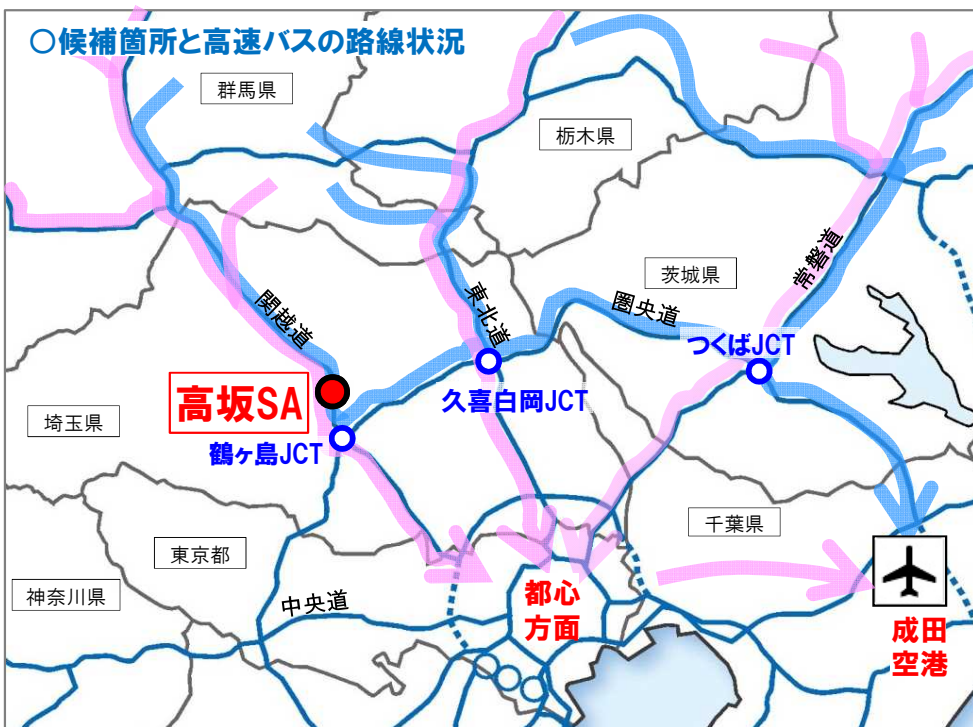 ○候補箇所と高速バスの路線状況
群馬県
栃木県
茨城県
常磐道
関越道
東北道
圏央道
つくばJCT
高坂SA
久喜白岡JCT
埼玉県
鶴ヶ島JCT
千葉県
東京都
神奈川県
中央道
都心
方面
成田
空港